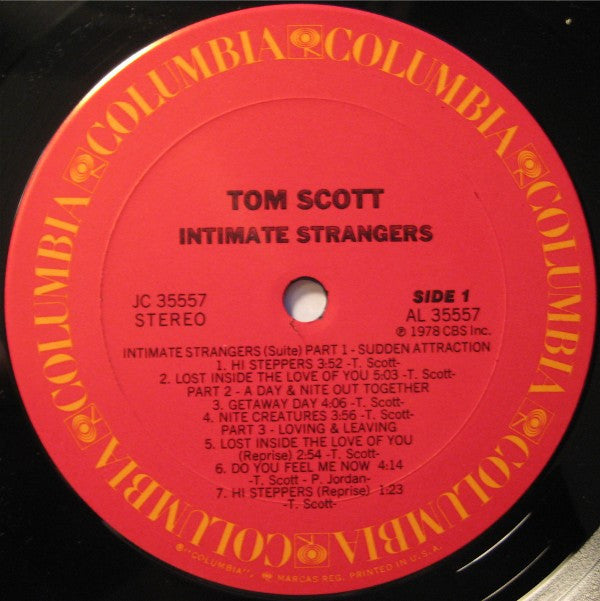 COLUMBIA COLUMBIA COLUMBIA COLUMBIA COLUMBIA COLUMBIA
TOM SCOTT
INTIMATE STRANGERS
JC 35557
STEREO
SIDE 1
AL 35557
℗ 1978 CBS Inc.
INTIMATE STRANGERS (Suite) PART 1 - SUDDEN ATTRACTION
1. HI STEPPERS 3:52 -T. Scott-
2. LOST INSIDE THE LOVE OF YOU 5:03 -T. Scott-
PART 2 - A DAY & NITE OUT TOGETHER
3. GETAWAY DAY 4:06 -T. Scott-
4. NITE CREATURES 3:56 -T. Scott-
PART 3 - LOVING & LEAVING
5. LOST INSIDE THE LOVE OF YOU
(Reprise) 2:54 -T. Scott-
6. DO YOU FEEL ME NOW 4:14
-T. Scott - P. Jordan-
7. HI STEPPERS (Reprise) 1:23
-T. Scott-
® "COLUMBIA", MARCAS REG. PRINTED IN U.S.A.